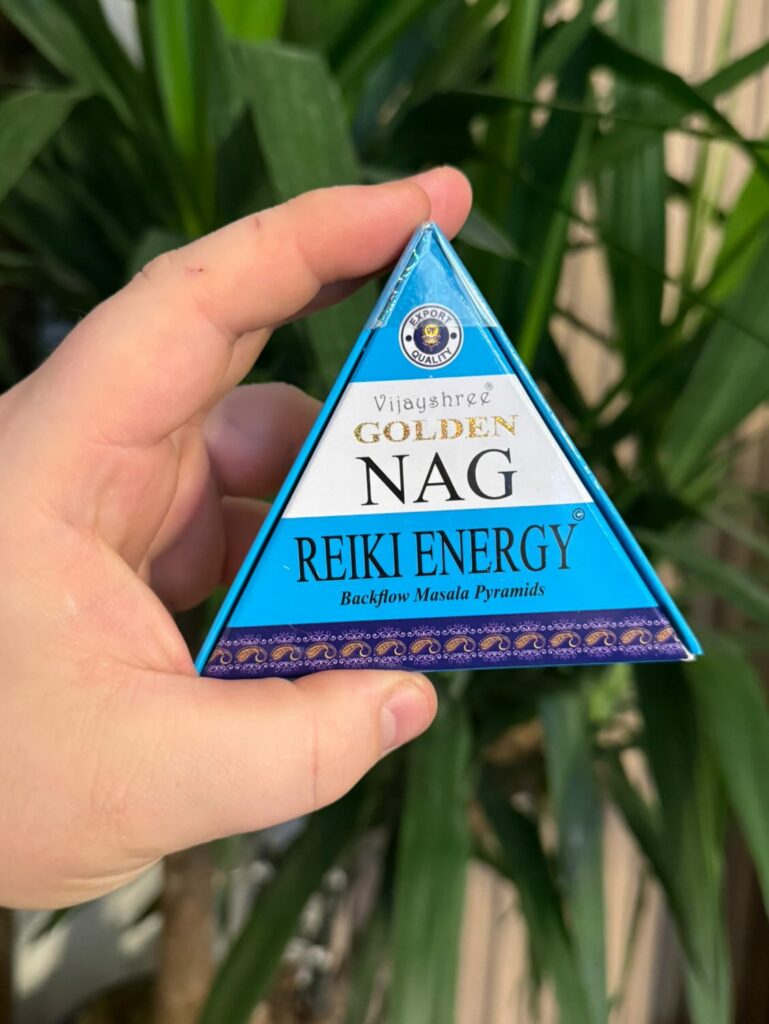 EXPORT
QUALITY
Vijayshree®
GOLDEN
NAG
REIKI ENERGY©
Backflow Masala Pyramids